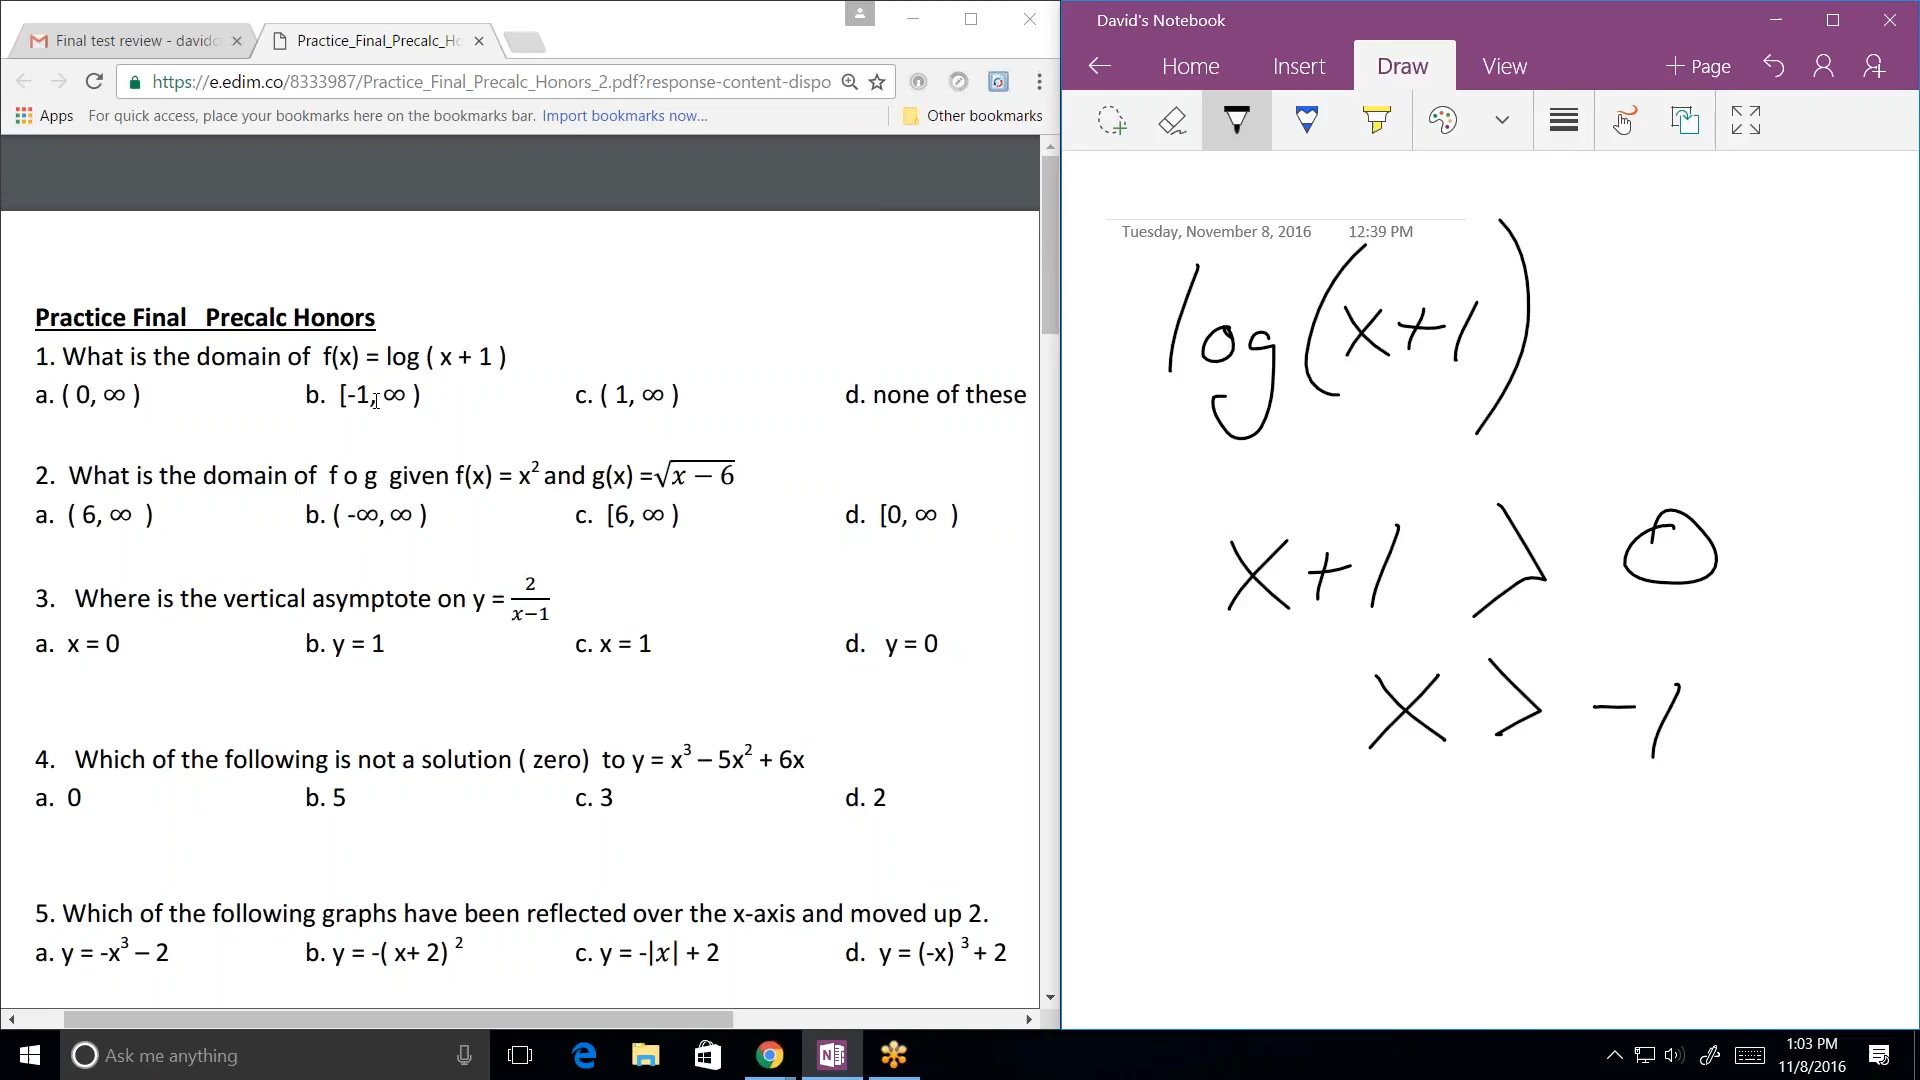 Final test review - davidc
Practice_Final_Precalc_Ho
https://e.edim.co/8333987/Practice_Final_Precalc_Honors_2.pdf?response-content-dispo
Apps For quick access, place your bookmarks here on the bookmarks bar. Import bookmarks now... Other bookmarks
Practice Final Precalc Honors
1. What is the domain of f(x) = log ( x + 1 )
a. ( 0, ∞ ) b. [-1, ∞ ) c. ( 1, ∞ ) d. none of these
2. What is the domain of f o g given f(x) = x² and g(x) =√x − 6
a. ( 6, ∞ ) b. ( -∞, ∞ ) c. [6, ∞ ) d. [0, ∞ )
3. Where is the vertical asymptote on y = 2/(x−1)
a. x = 0 b. y = 1 c. x = 1 d. y = 0
4. Which of the following is not a solution ( zero) to y = x³ – 5x² + 6x
a. 0 b. 5 c. 3 d. 2
5. Which of the following graphs have been reflected over the x-axis and moved up 2.
a. y = -x³ – 2 b. y = -( x+ 2) ² c. y = -|x| + 2 d. y = (-x) ³ + 2
David's Notebook
Home Insert Draw View + Page
Tuesday, November 8, 2016 12:39 PM
log(x+1)
x+1 > 0
x > -1
Ask me anything
1:03 PM
11/8/2016